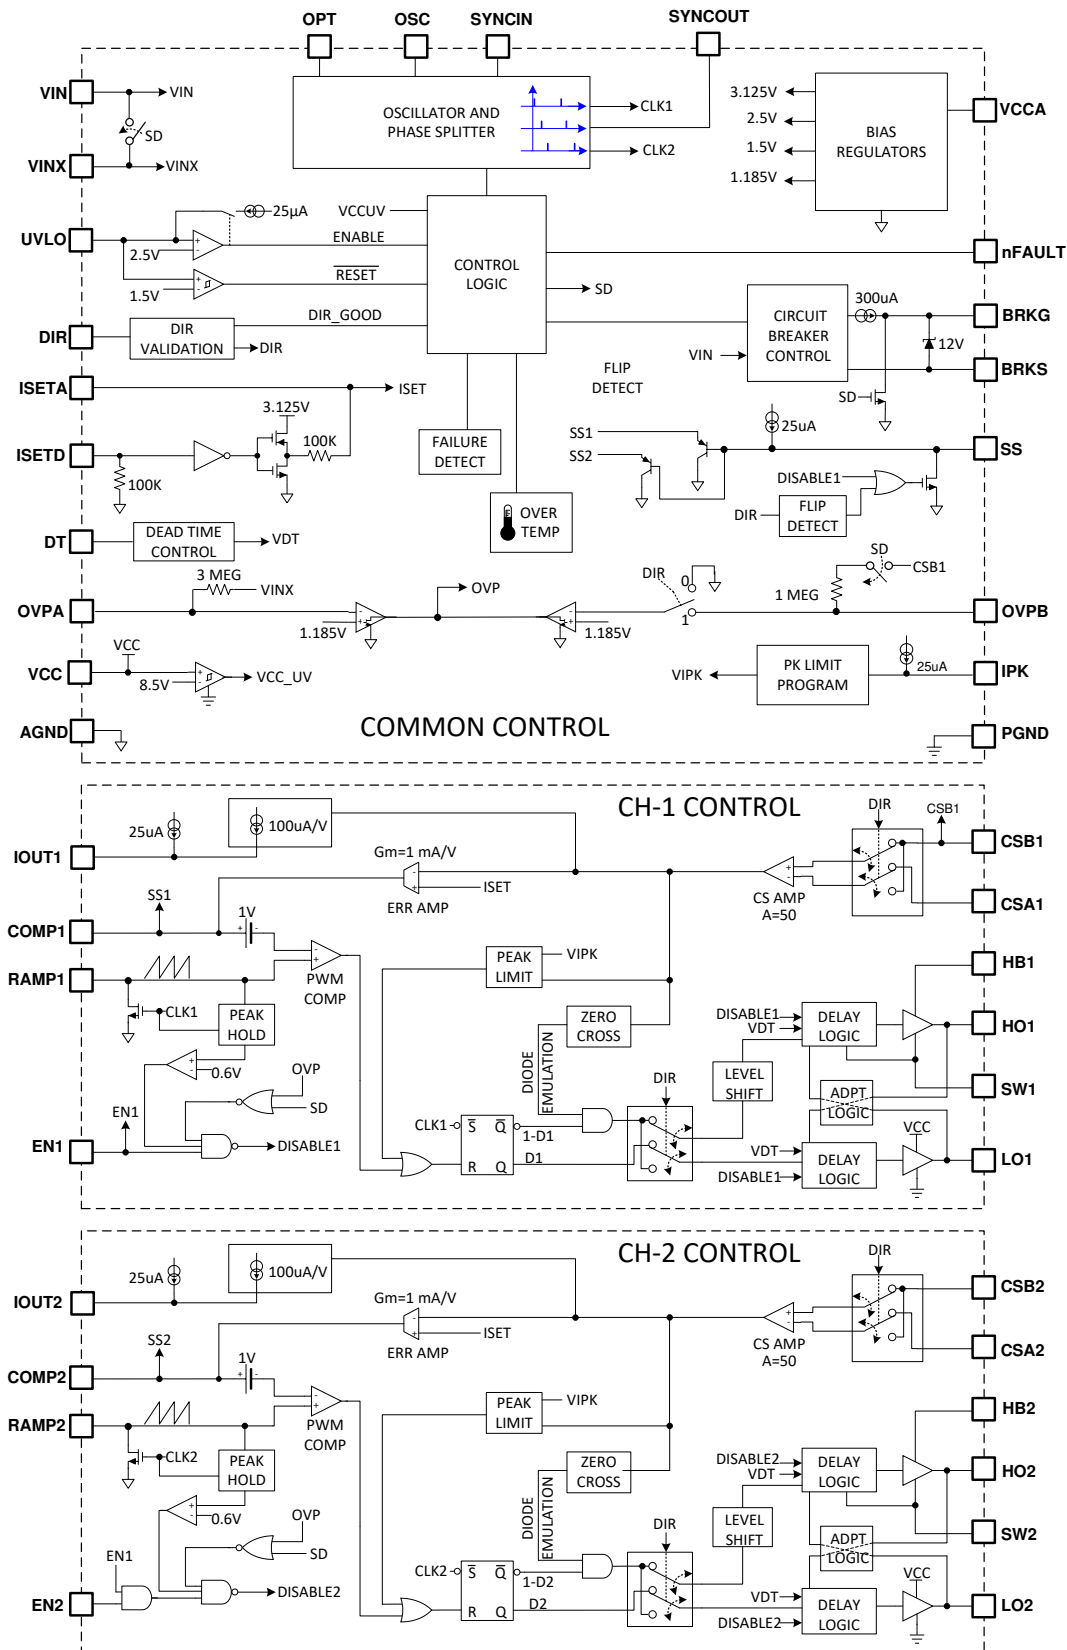 OPT OSC SYNCIN SYNCOUT
VIN
VIN
SD
VINX
VINX
OSCILLATOR AND
PHASE SPLITTER
CLK1
CLK2
3.125V
2.5V
1.5V
1.185V
BIAS
REGULATORS
VCCA
UVLO
25µA
2.5V
1.5V
VCCUV
ENABLE
RESET
CONTROL
LOGIC
SD
nFAULT
DIR
DIR
VALIDATION
DIR_GOOD
DIR
300uA
CIRCUIT
BREAKER
CONTROL
VIN
BRKG
12V
BRKS
SD
ISETA
ISET
FLIP
DETECT
3.125V
ISETD
100K
100K
FAILURE
DETECT
OVER
TEMP
SS1
SS2
25uA
SS
DISABLE1
DIR
FLIP
DETECT
DT
DEAD TIME
CONTROL
VDT
3 MEG
VINX
OVPA
1.185V
OVP
1.185V
DIR
0
1
SD
CSB1
1 MEG
OVPB
VCC
VCC
8.5V
VCC_UV
VIPK
PK LIMIT
PROGRAM
25uA
IPK
AGND
COMMON CONTROL
PGND
CH-1 CONTROL
25uA
100uA/V
IOUT1
Gm=1 mA/V
ISET
ERR AMP
CS AMP
A=50
DIR
CSB1
CSB1
CSA1
SS1
COMP1
1V
RAMP1
PWM
COMP
CLK1
PEAK
HOLD
0.6V
PEAK
LIMIT
VIPK
ZERO
CROSS
DIODE
EMULATION
HB1
DISABLE1
VDT
DELAY
LOGIC
HO1
LEVEL
SHIFT
ADPT
LOGIC
SW1
OVP
SD
EN1
EN1
DISABLE1
CLK1
S Q
R Q
1-D1
D1
DIR
VDT
DISABLE1
DELAY
LOGIC
VCC
LO1
CH-2 CONTROL
25uA
100uA/V
IOUT2
Gm=1 mA/V
ISET
ERR AMP
CS AMP
A=50
DIR
CSB2
CSA2
SS2
COMP2
1V
RAMP2
PWM
COMP
CLK2
PEAK
HOLD
0.6V
PEAK
LIMIT
VIPK
ZERO
CROSS
DIODE
EMULATION
HB2
DISABLE2
VDT
DELAY
LOGIC
HO2
LEVEL
SHIFT
ADPT
LOGIC
SW2
OVP
SD
EN1
EN2
DISABLE2
CLK2
S Q
R Q
1-D2
D2
DIR
VDT
DISABLE2
DELAY
LOGIC
VCC
LO2